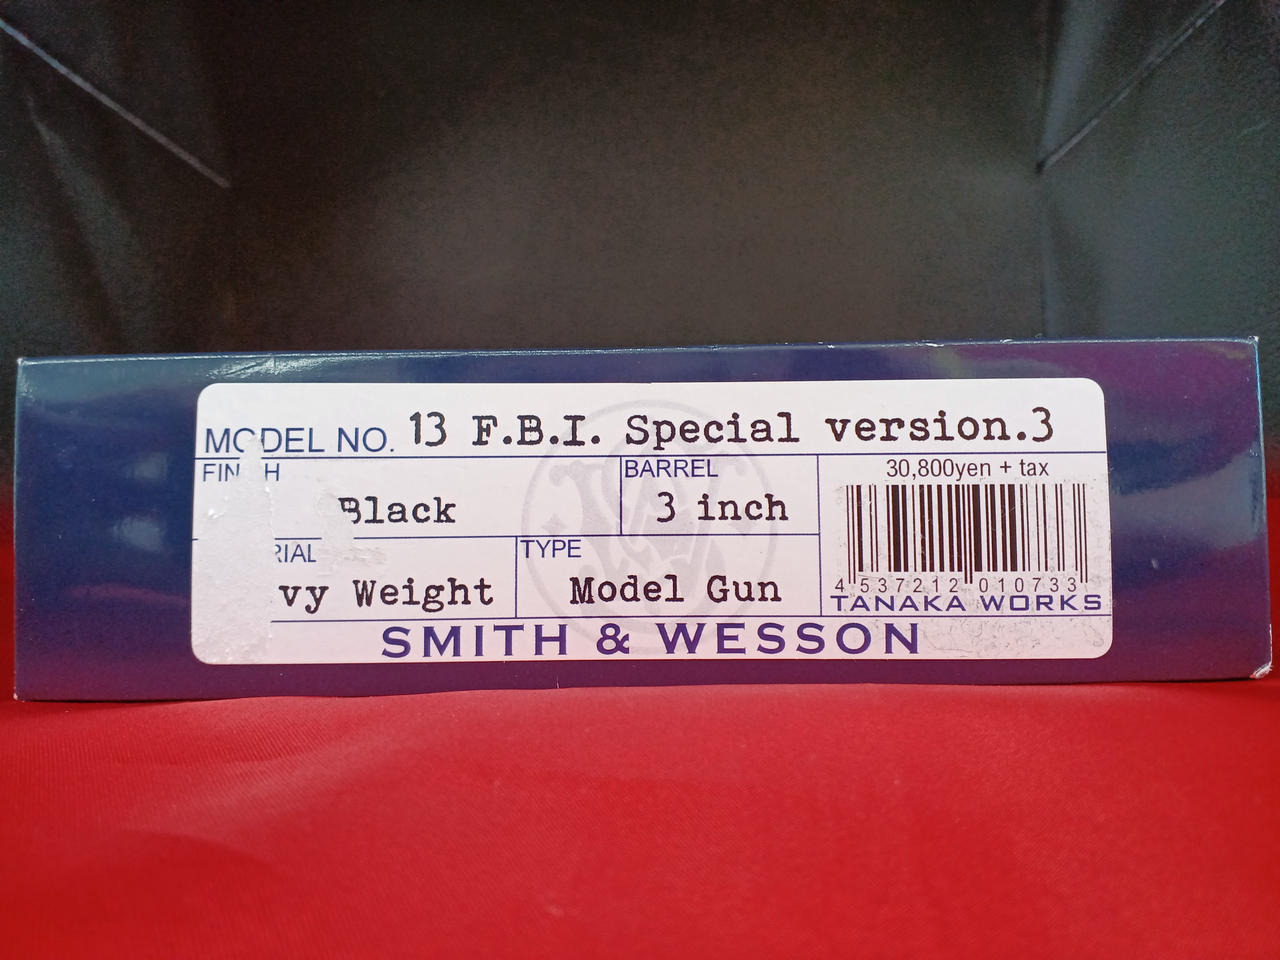 MODEL NO. 13 F.B.I. Special version.3
FINISH
Black
BARREL
3 inch
30,800yen + tax
4 537212 010733
TANAKA WORKS
RIAL
vy Weight
TYPE
Model Gun
SMITH & WESSON